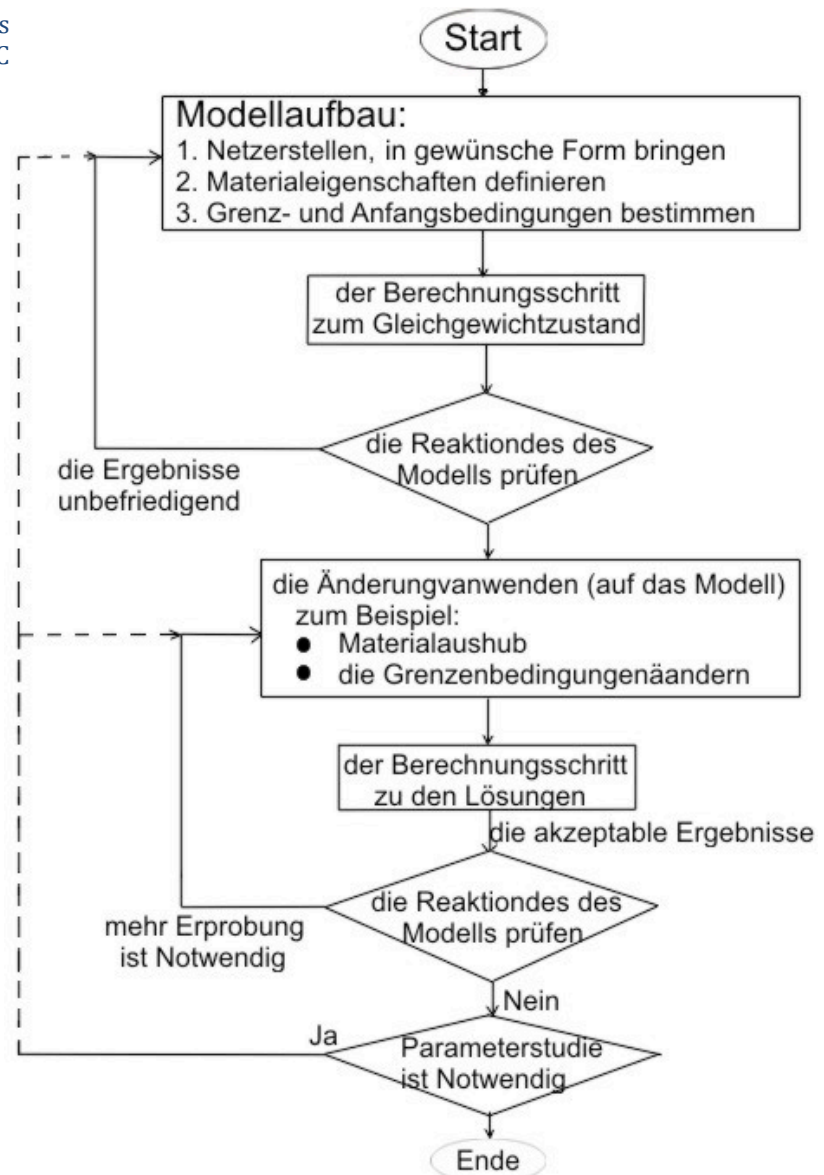 s
C
Start
Modellaufbau:
1. Netzerstellen, in gewünsche Form bringen
2. Materialeigenschaften definieren
3. Grenz- und Anfangsbedingungen bestimmen
der Berechnungsschritt
zum Gleichgewichtzustand
die Reaktiondes des
Modells prüfen
die Ergebnisse
unbefriedigend
die Änderungvanwenden (auf das Modell)
zum Beispiel:
● Materialaushub
● die Grenzenbedingungenäandern
der Berechnungsschritt
zu den Lösungen
die akzeptable Ergebnisse
die Reaktiondes des
Modells prüfen
mehr Erprobung
ist Notwendig
Nein
Ja
Parameterstudie
ist Notwendig
Ende